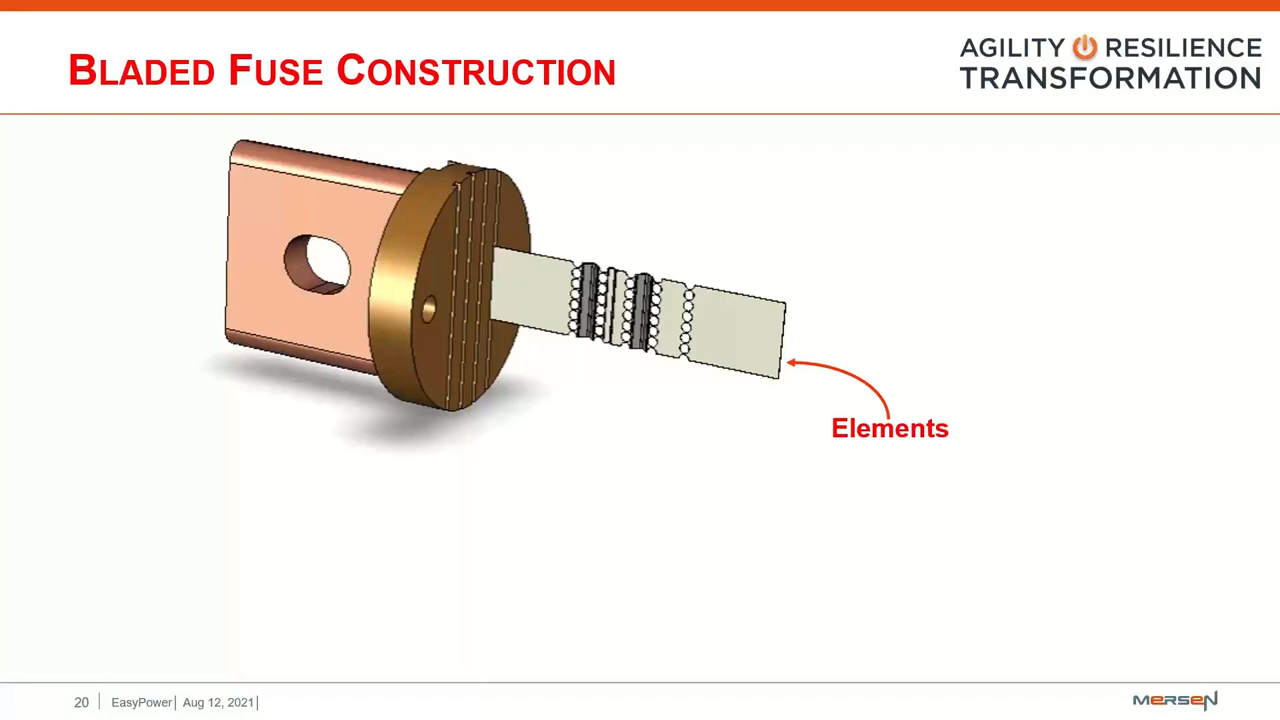 BLADED FUSE CONSTRUCTION
AGILITY RESILIENCE
TRANSFORMATION
Elements
20 | EasyPower| Aug 12, 2021|
MERSEN